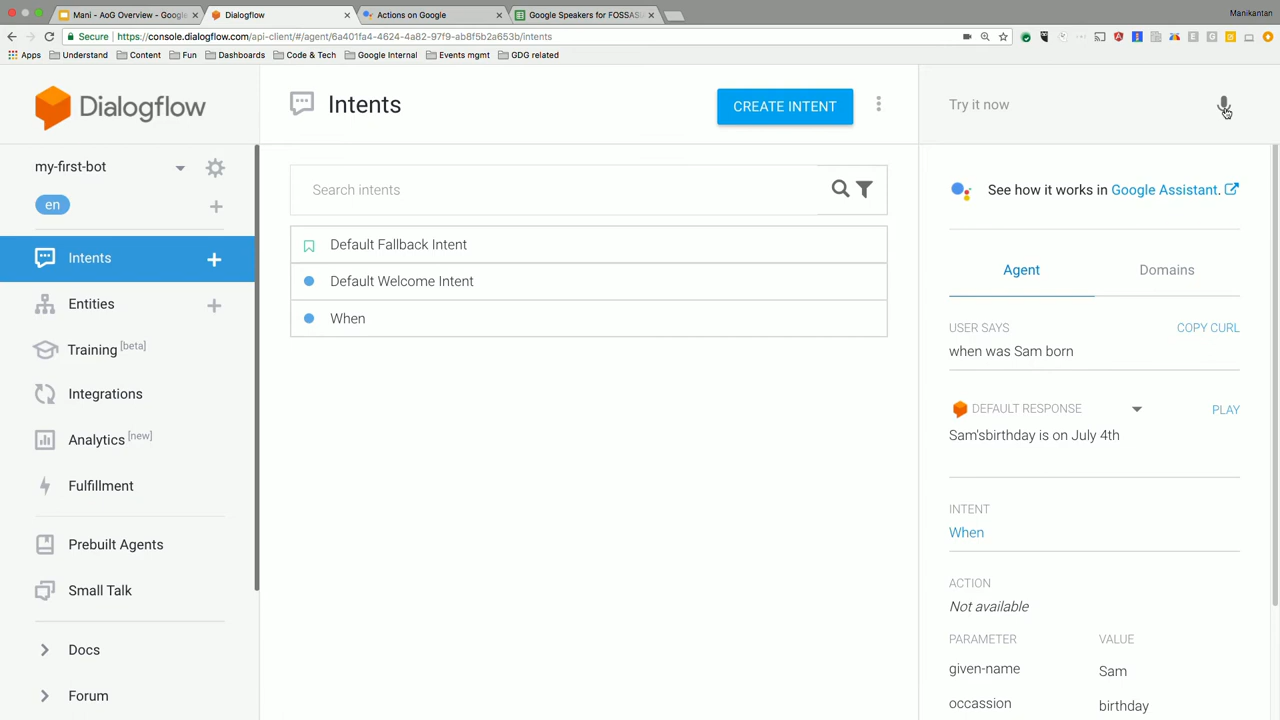 Mani - AoG Overview - Google
Dialogflow
Actions on Google
Google Speakers for FOSSAS
Manikantan
Secure
https://console.dialogflow.com/api-client/#/agent/6a401fa4-4624-4a82-97f9-ab8f5b2a653b/intents
Apps
Understand
Content
Fun
Dashboards
Code & Tech
Google Internal
Events mgmt
GDG related
Dialogflow
my-first-bot
en
Intents
Entities
Training [beta]
Integrations
Analytics [new]
Fulfillment
Prebuilt Agents
Small Talk
Docs
Forum
Intents
CREATE INTENT
Search intents
Default Fallback Intent
Default Welcome Intent
When
Try it now
See how it works in Google Assistant.
Agent
Domains
USER SAYS
COPY CURL
when was Sam born
DEFAULT RESPONSE
PLAY
Sam'sbirthday is on July 4th
INTENT
When
ACTION
Not available
PARAMETER
VALUE
given-name
Sam
occassion
birthday